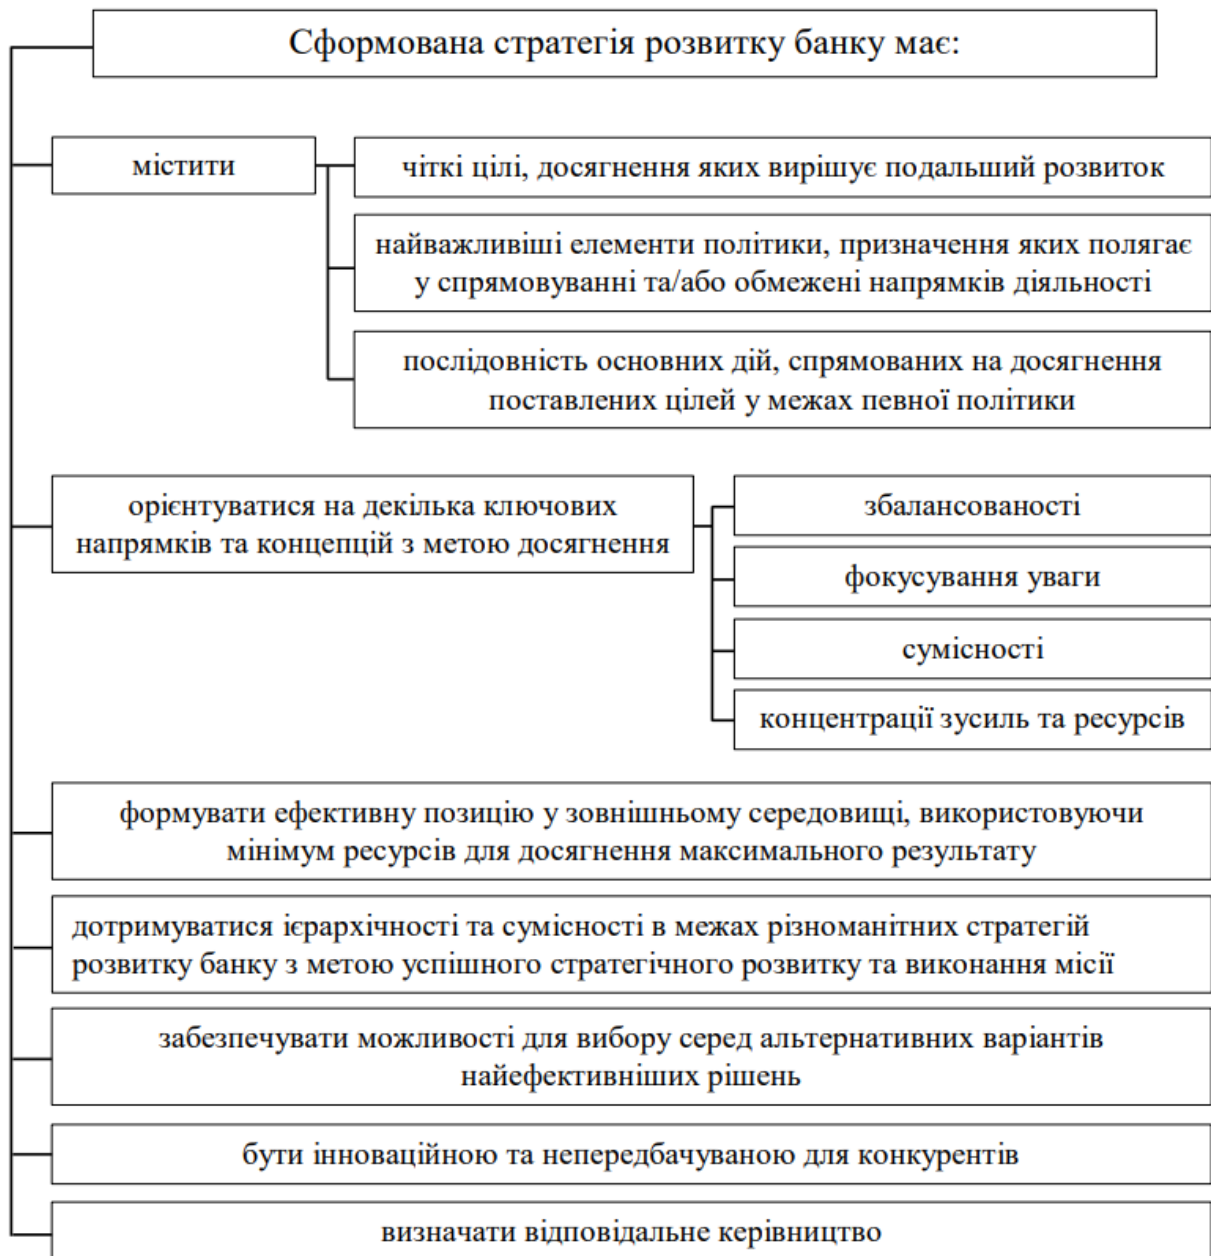 Сформована стратегія розвитку банку має:
містити
чіткі цілі, досягнення яких вирішує подальший розвиток
найважливіші елементи політики, призначення яких полягає
у спрямовуванні та/або обмежені напрямків діяльності
послідовність основних дій, спрямованих на досягнення
поставлених цілей у межах певної політики
орієнтуватися на декілька ключових
напрямків та концепцій з метою досягнення
збалансованості
фокусування уваги
сумісності
концентрації зусиль та ресурсів
формувати ефективну позицію у зовнішньому середовищі, використовуючи
мінімум ресурсів для досягнення максимального результату
дотримуватися ієрархічності та сумісності в межах різноманітних стратегій
розвитку банку з метою успішного стратегічного розвитку та виконання місії
забезпечувати можливості для вибору серед альтернативних варіантів
найефективніших рішень
бути інноваційною та непередбачуваною для конкурентів
визначати відповідальне керівництво